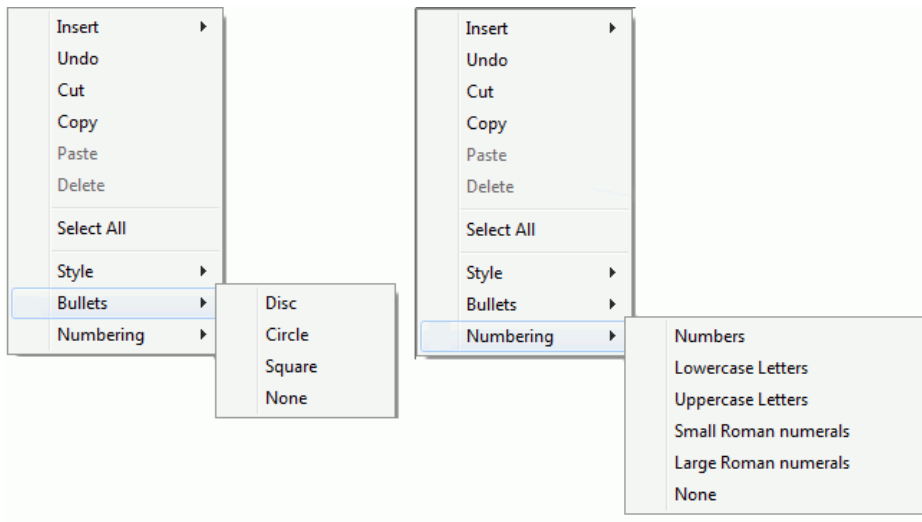 Insert
Undo
Cut
Copy
Paste
Delete
Select All
Style
Bullets
Numbering
Disc
Circle
Square
None
Insert
Undo
Cut
Copy
Paste
Delete
Select All
Style
Bullets
Numbering
Numbers
Lowercase Letters
Uppercase Letters
Small Roman numerals
Large Roman numerals
None